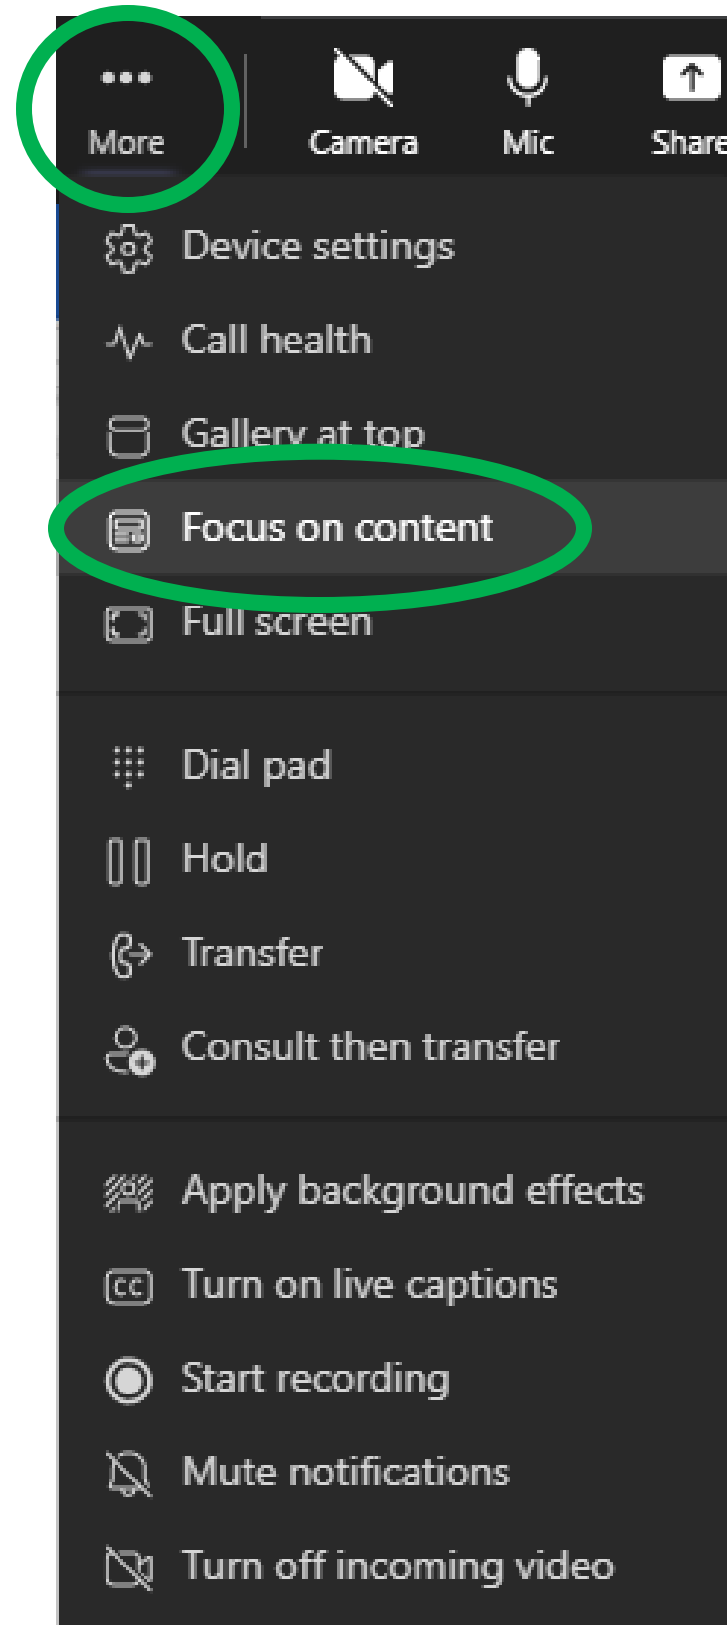 More Camera Mic Share
Device settings
Call health
Gallery at top
Focus on content
Full screen
Dial pad
Hold
Transfer
Consult then transfer
Apply background effects
CC Turn on live captions
Start recording
Mute notifications
Turn off incoming video